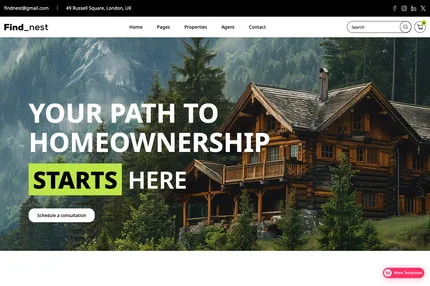 findnest@gmail.com
49 Russell Square, London, UK
Find_nest
Home
Pages
Properties
Agent
Contact
Search
YOUR PATH TO
HOMEOWNERSHIP
STARTS HERE
Schedule a consultation
More Templates